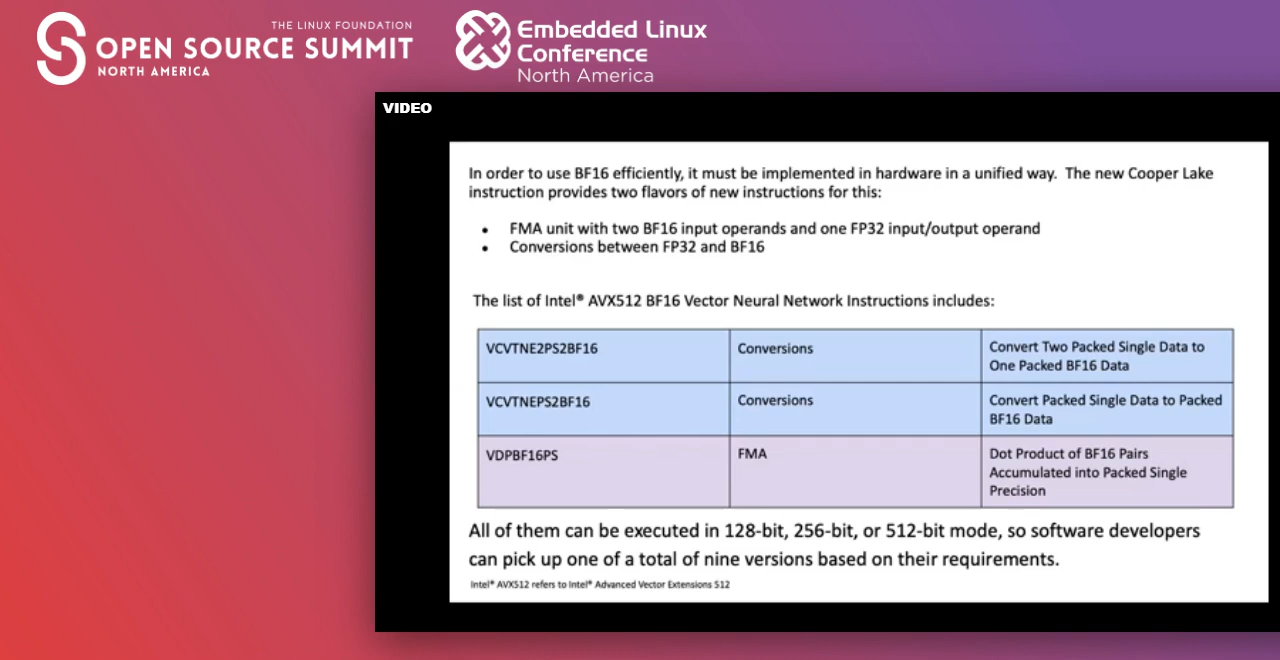 THE LINUX FOUNDATION
OPEN SOURCE SUMMIT
NORTH AMERICA
Embedded Linux
Conference
North America
VIDEO
In order to use BF16 efficiently, it must be implemented in hardware in a unified way. The new Cooper Lake
instruction provides two flavors of new instructions for this:
• FMA unit with two BF16 input operands and one FP32 input/output operand
• Conversions between FP32 and BF16
The list of Intel® AVX512 BF16 Vector Neural Network Instructions includes:
VCVTNE2PS2BF16 Conversions Convert Two Packed Single Data to
One Packed BF16 Data
VCVTNEPS2BF16 Conversions Convert Packed Single Data to Packed
BF16 Data
VDPBF16PS FMA Dot Product of BF16 Pairs
Accumulated into Packed Single
Precision
All of them can be executed in 128-bit, 256-bit, or 512-bit mode, so software developers
can pick up one of a total of nine versions based on their requirements.
Intel® AVX512 refers to Intel® Advanced Vector Extensions 512